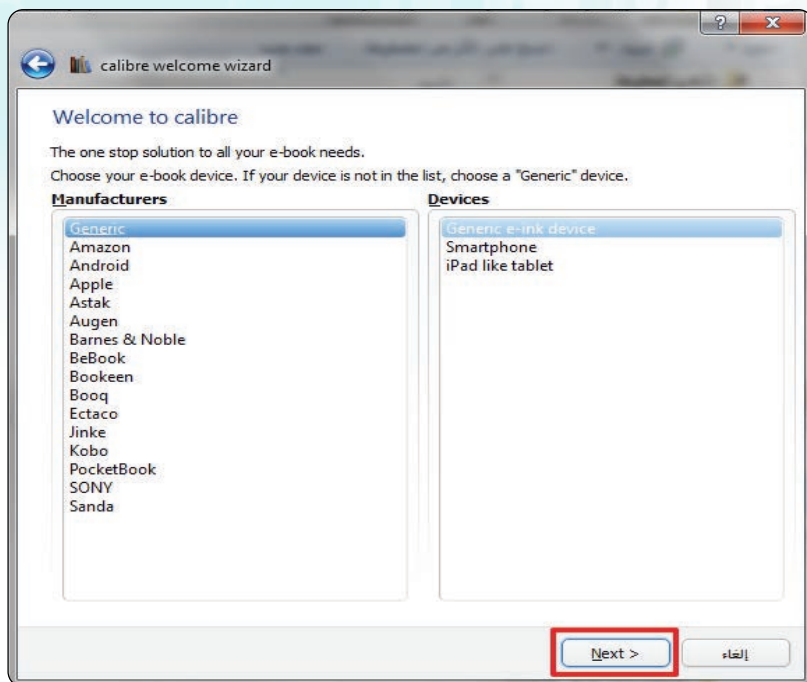 ?
X
calibre welcome wizard
Welcome to calibre
The one stop solution to all your e-book needs.
Choose your e-book device. If your device is not in the list, choose a "Generic" device.
Manufacturers
Generic
Amazon
Android
Apple
Astak
Augen
Barnes & Noble
BeBook
Bookeen
Booq
Ectaco
Jinke
Kobo
PocketBook
SONY
Sanda
Devices
Generic e-ink device
Smartphone
iPad like tablet
Next >
إلغاء